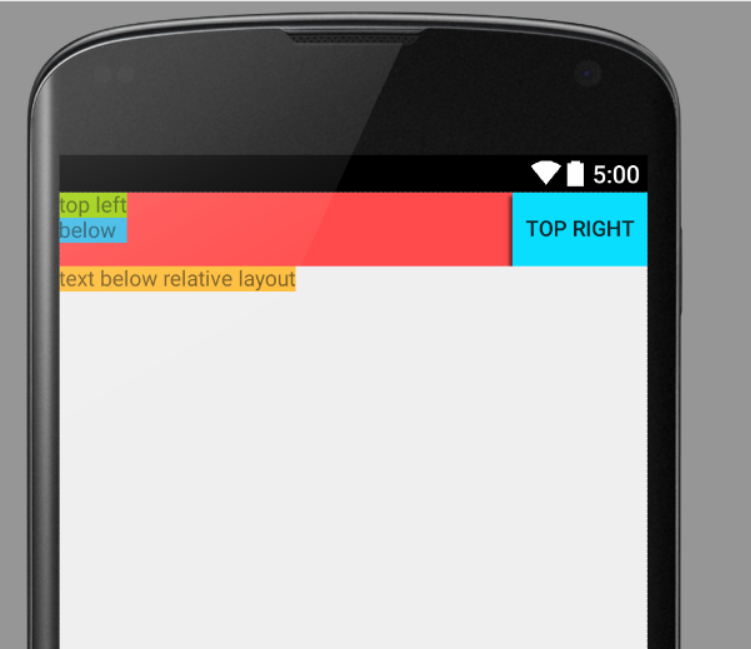 5:00
top left
TOP RIGHT
below
text below relative layout